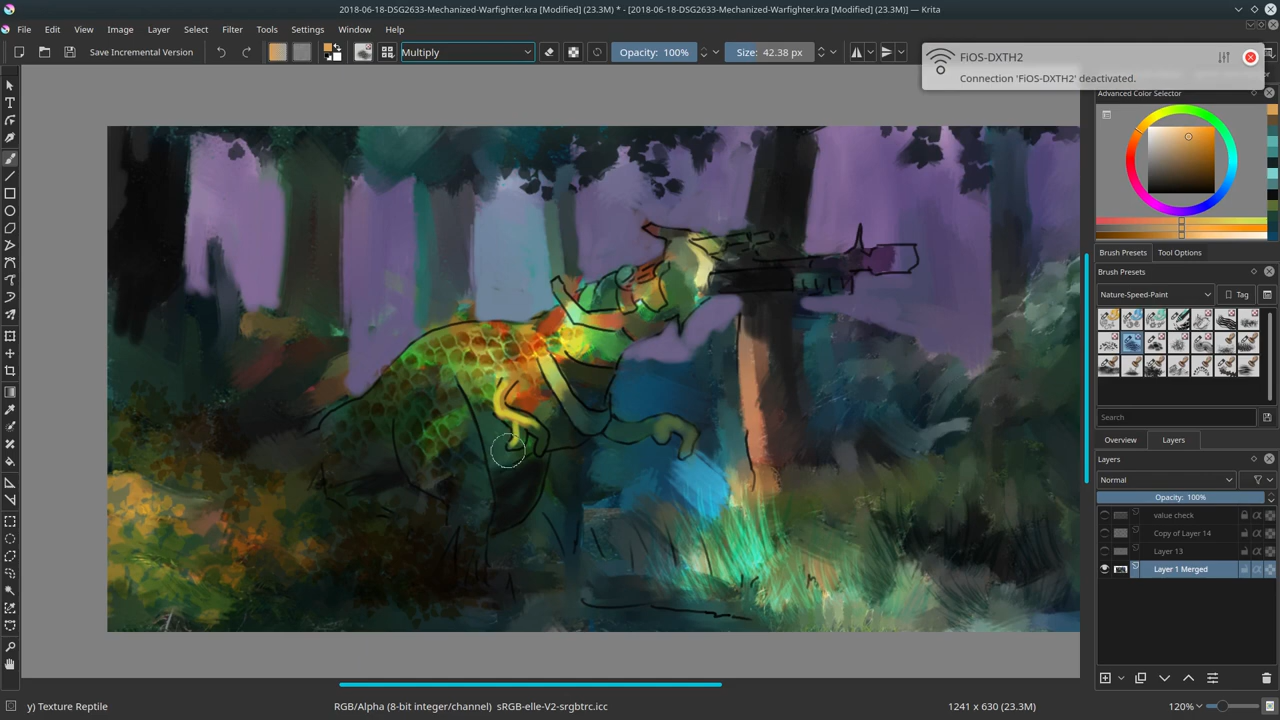 2018-06-18-DSG2633-Mechanized-Warfighter.kra [Modified] (23.3M) * - [2018-06-18-DSG2633-Mechanized-Warfighter.kra [Modified] (23.3M)] — Krita
File Edit View Image Layer Select Filter Tools Settings Window Help
Save Incremental Version
Multiply
Opacity: 100%
Size: 42.38 px
FiOS-DXTH2
Connection 'FiOS-DXTH2' deactivated.
Advanced Color Selector
Brush Presets Tool Options
Brush Presets
Nature-Speed-Paint
Tag
Search
Overview Layers
Layers
Normal
Opacity: 100%
value check
Copy of Layer 14
Layer 13
Layer 1 Merged
y) Texture Reptile
RGB/Alpha (8-bit integer/channel) sRGB-elle-V2-srgbtrc.icc
1241 x 630 (23.3M)
120%